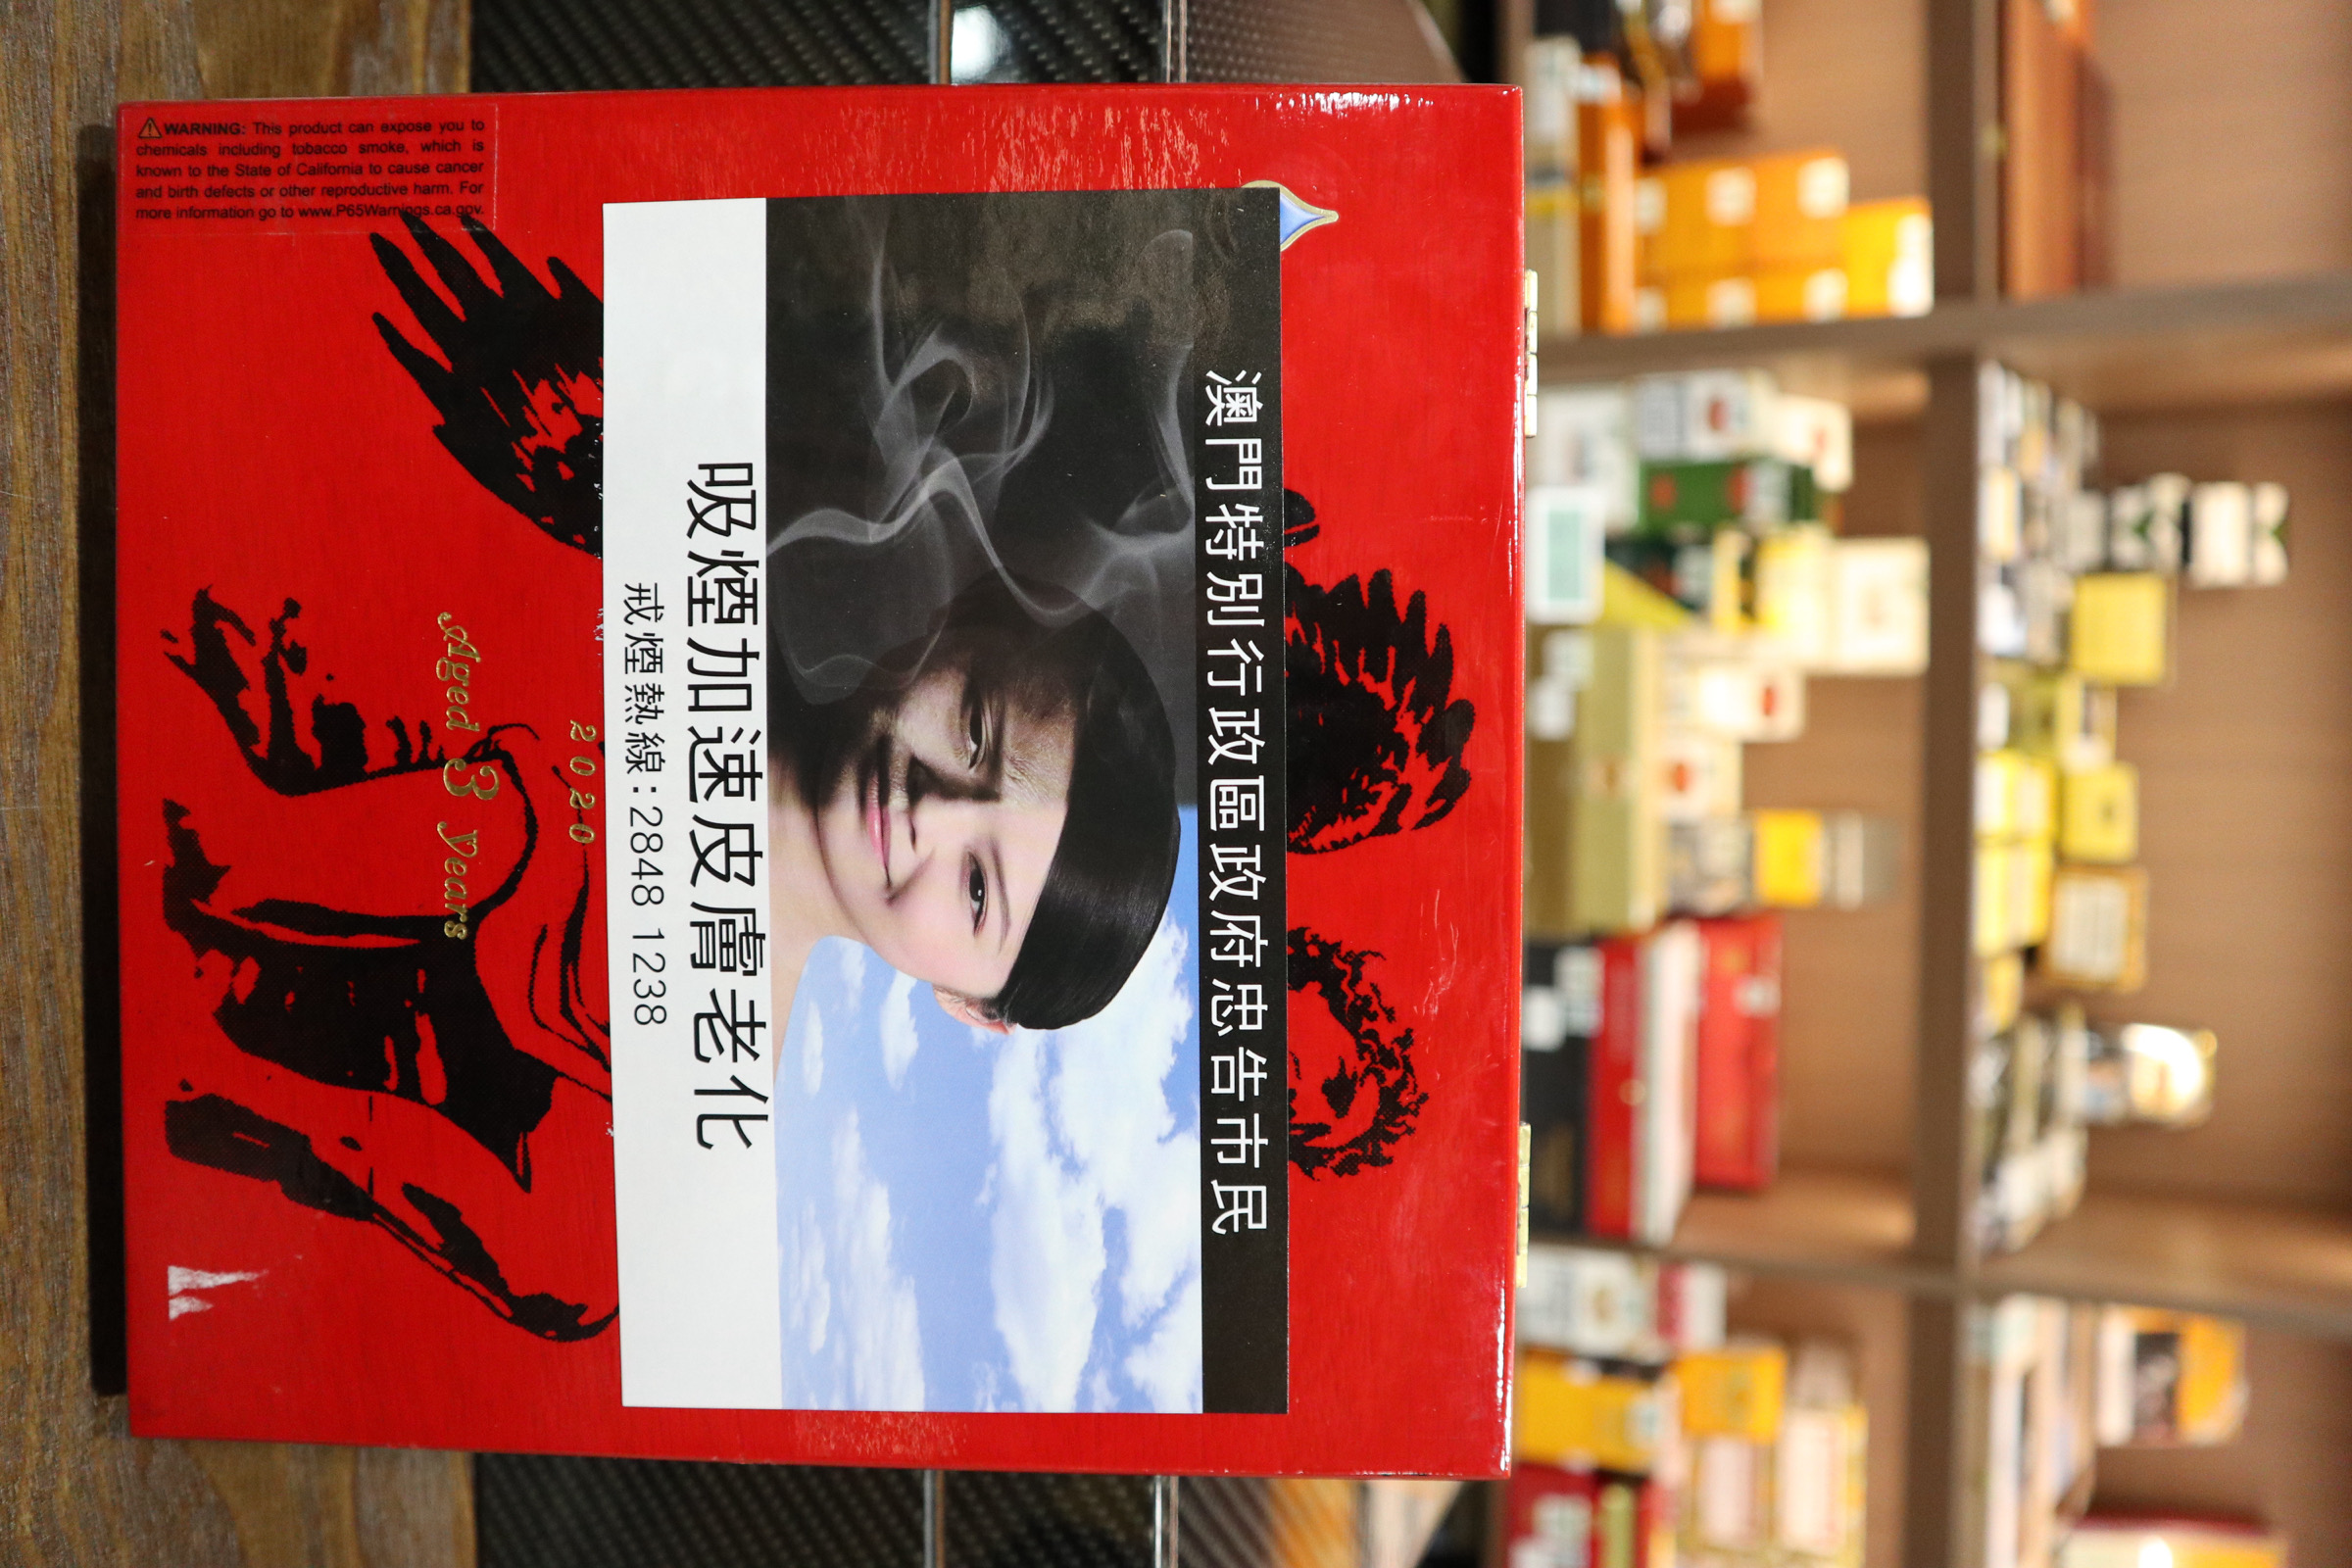 澳門特別行政區政府忠告市民
吸煙加速皮膚老化
戒煙熱線:2848 1238
2020
Aged 3 Years
WARNING: This product can expose you to
chemicals including tobacco smoke, which is
known to the State of California to cause cancer
and birth defects or other reproductive harm. For
more information go to www.P65Warnings.ca.gov.